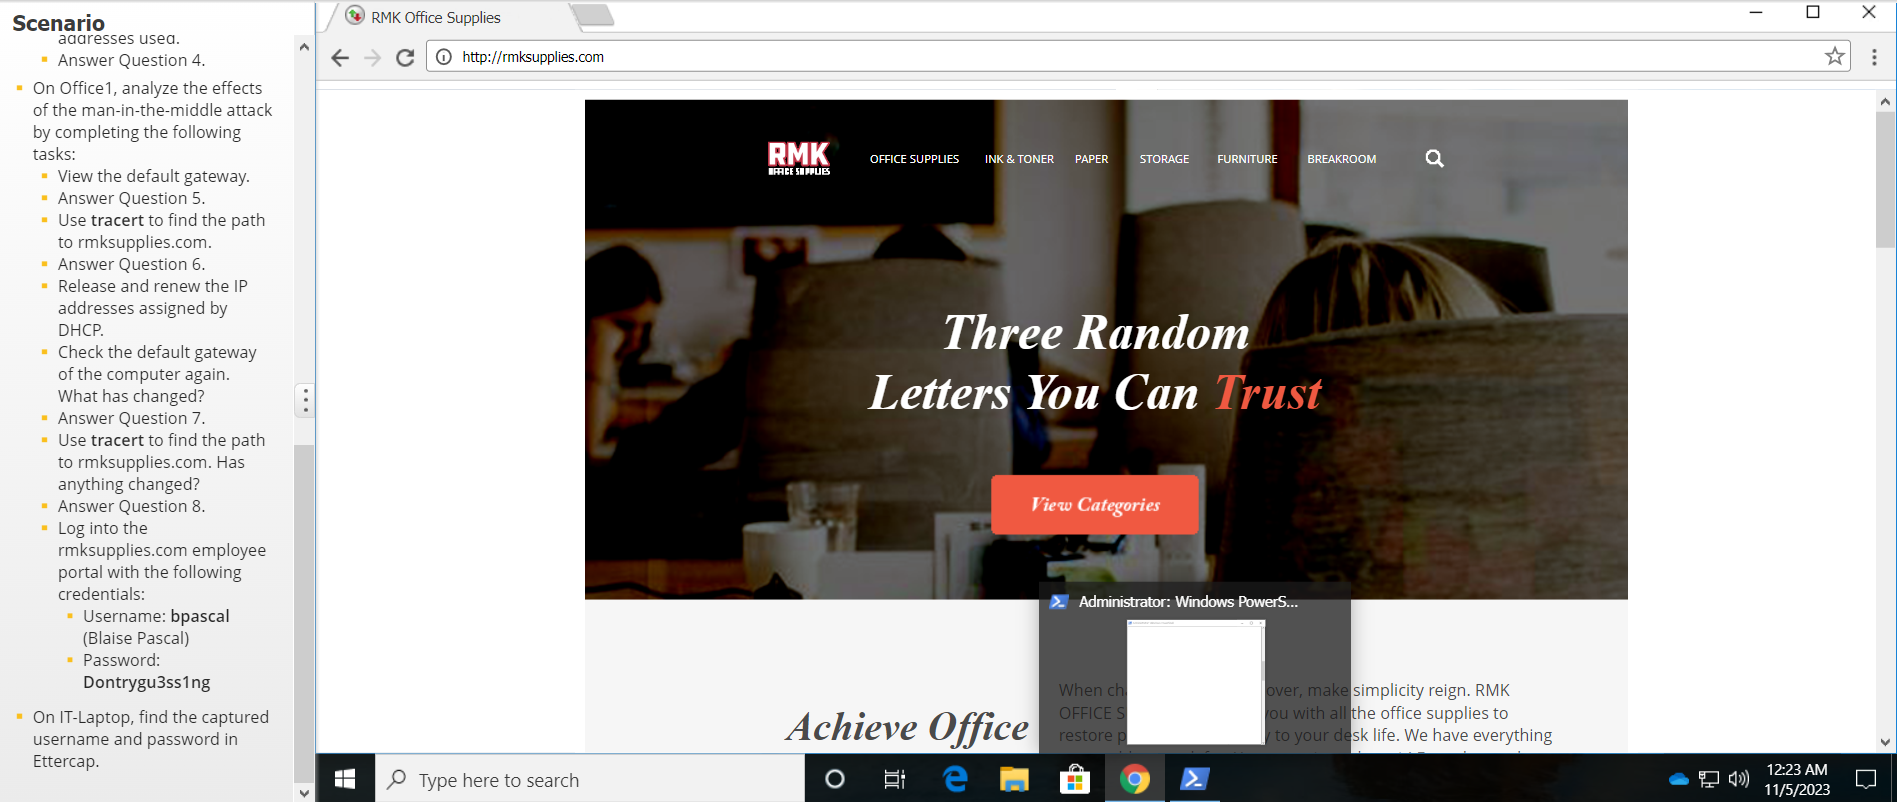 Scenario
addresses used.
Answer Question 4.
On Office1, analyze the effects
of the man-in-the-middle attack
by completing the following
tasks:
View the default gateway.
Answer Question 5.
Use tracert to find the path
to rmksupplies.com.
Answer Question 6.
Release and renew the IP
addresses assigned by
DHCP.
Check the default gateway
of the computer again.
What has changed?
Answer Question 7.
Use tracert to find the path
to rmksupplies.com. Has
anything changed?
Answer Question 8.
Log into the
rmksupplies.com employee
portal with the following
credentials:
Username: bpascal
(Blaise Pascal)
Password:
Dontrygu3ss1ng
On IT-Laptop, find the captured
username and password in
Ettercap.
RMK Office Supplies
http://rmksupplies.com
RMK
OFFICE SUPPLIES
OFFICE SUPPLIES INK & TONER PAPER STORAGE FURNITURE BREAKROOM
Three Random
Letters You Can Trust
View Categories
Administrator: Windows PowerS...
Achieve Office
When ch over, make simplicity reign. RMK
OFFICE S you with all the office supplies to
restore p y to your desk life. We have everything
Type here to search
12:23 AM
11/5/2023